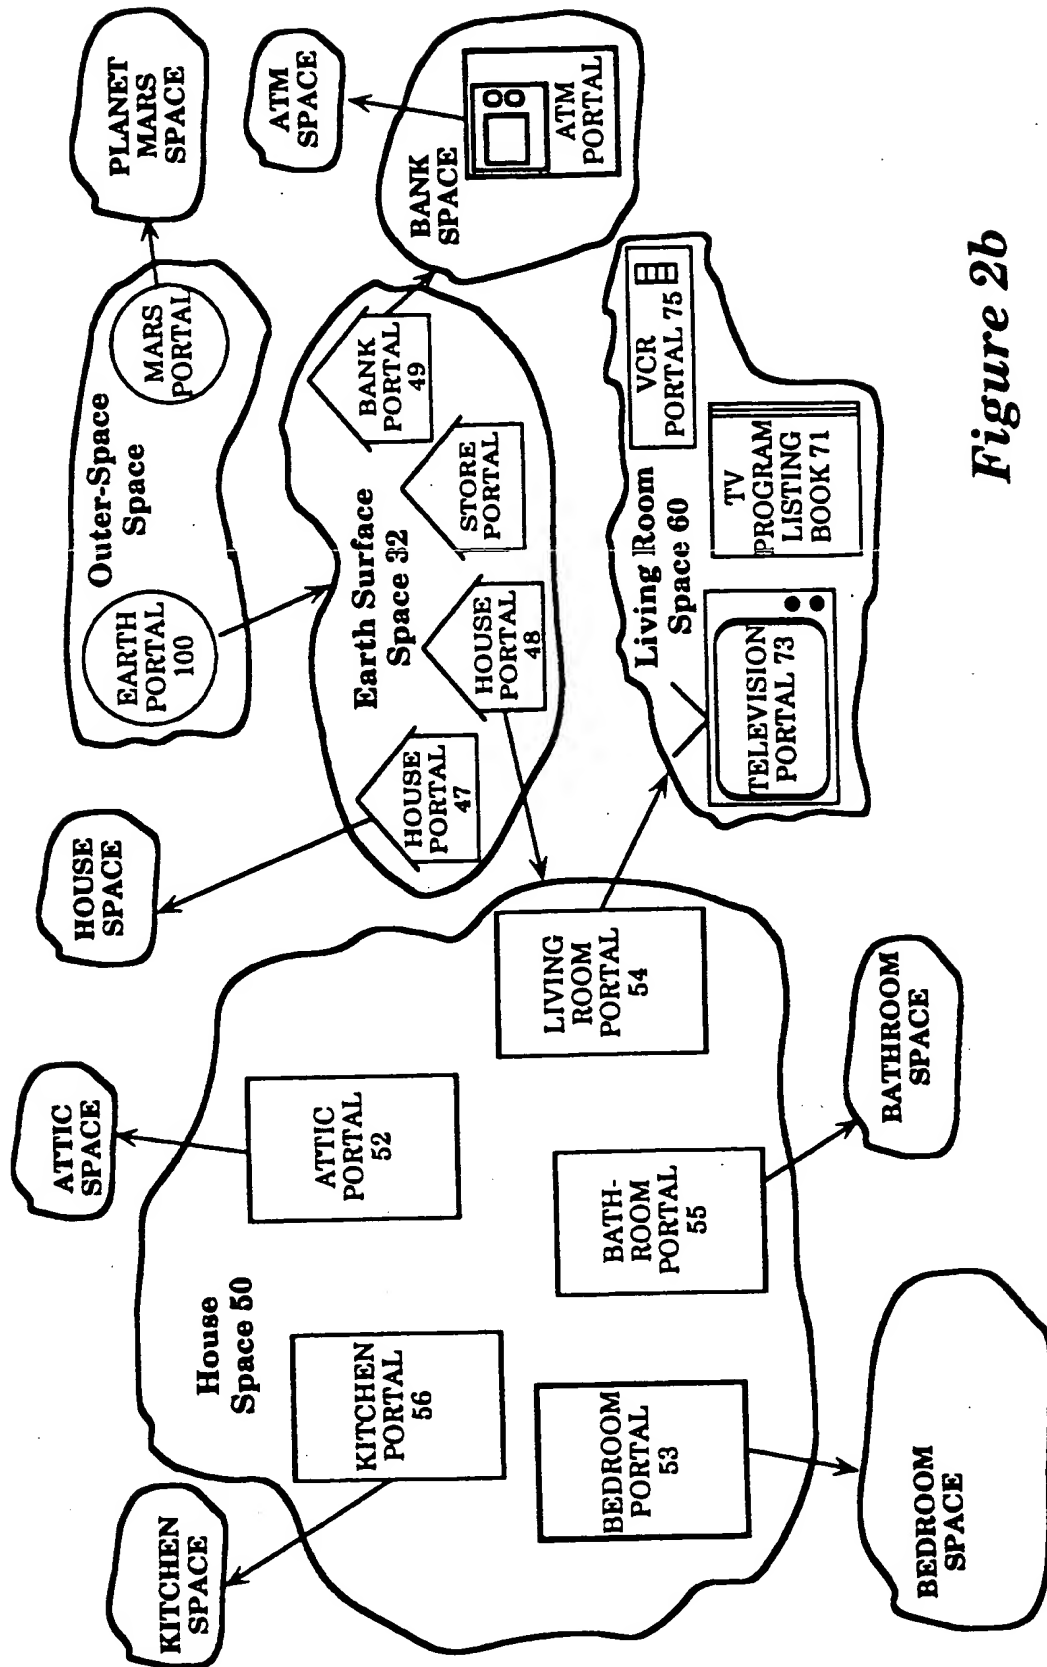 KITCHEN
SPACE
ATTIC
SPACE
HOUSE
SPACE
Outer-Space
Space
EARTH
PORTAL
100
MARS
PORTAL
PLANET
MARS
SPACE
ATM
SPACE
House
Space 50
KITCHEN
PORTAL
56
ATTIC
PORTAL
52
BEDROOM
PORTAL
53
BATH-
ROOM
PORTAL
55
LIVING
ROOM
PORTAL
54
Earth Surface
Space 32
HOUSE
PORTAL
47
HOUSE
PORTAL
48
STORE
PORTAL
BANK
PORTAL
49
BANK
SPACE
ATM
PORTAL
BEDROOM
SPACE
BATHROOM
SPACE
Living Room
Space 60
TELEVISION
PORTAL 73
TV
PROGRAM
LISTING
BOOK 71
VCR
PORTAL 75
Figure 2b